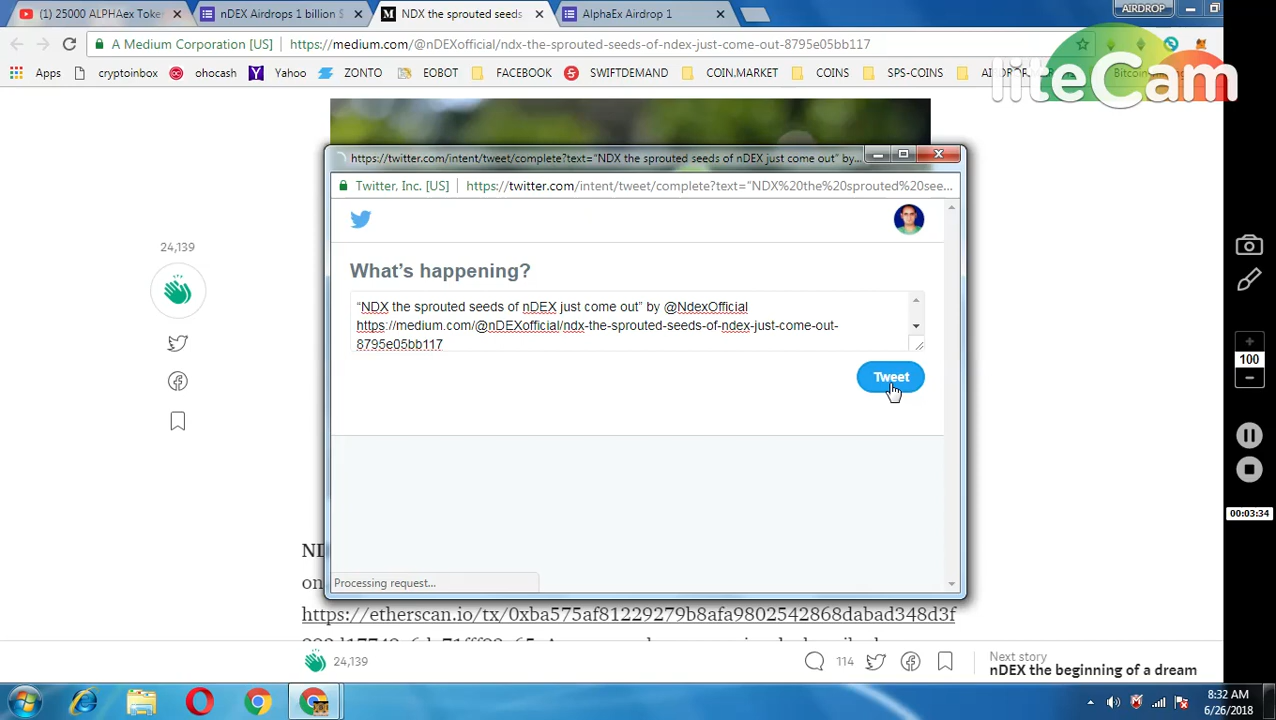 (1) 25000 ALPHAex Toke
nDEX Airdrops 1 billion S
NDX the sprouted seeds
AlphaEx Airdrop 1
AIRDROP
A Medium Corporation [US]
https://medium.com/@nDEXofficial/ndx-the-sprouted-seeds-of-ndex-just-come-out-8795e05bb117
Apps
cryptoinbox
ohocash
Yahoo
ZONTO
EOBOT
FACEBOOK
SWIFTDEMAND
COIN.MARKET
COINS
SPS-COINS
liteCam
https://twitter.com/intent/tweet/complete?text="NDX the sprouted seeds of nDEX just come out" by...
Twitter, Inc. [US]
https://twitter.com/intent/tweet/complete?text="NDX%20the%20sprouted%20see...
24,139
What's happening?
“NDX the sprouted seeds of nDEX just come out” by @NdexOfficial
https://medium.com/@nDEXofficial/ndx-the-sprouted-seeds-of-ndex-just-come-out-
8795e05bb117
Tweet
100
00:03:34
Processing request...
on
https://etherscan.io/tx/0xba575af81229279b8afa9802542868dabad348d3f
24,139
114
Next story
nDEX the beginning of a dream
8:32 AM
6/26/2018